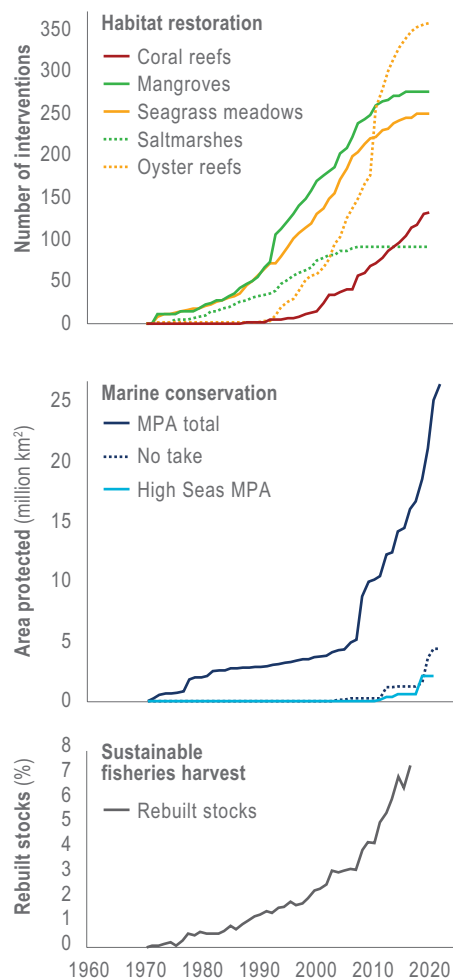 Habitat restoration
Coral reefs
Mangroves
Seagrass meadows
Saltmarshes
Oyster reefs
Number of interventions
350
300
250
200
150
100
50
0
Marine conservation
MPA total
No take
High Seas MPA
Area protected (million km²)
25
20
15
10
5
0
Sustainable
fisheries harvest
Rebuilt stocks
Rebuilt stocks (%)
8
7
6
5
4
3
2
1
0
1960 1970 1980 1990 2000 2010 2020